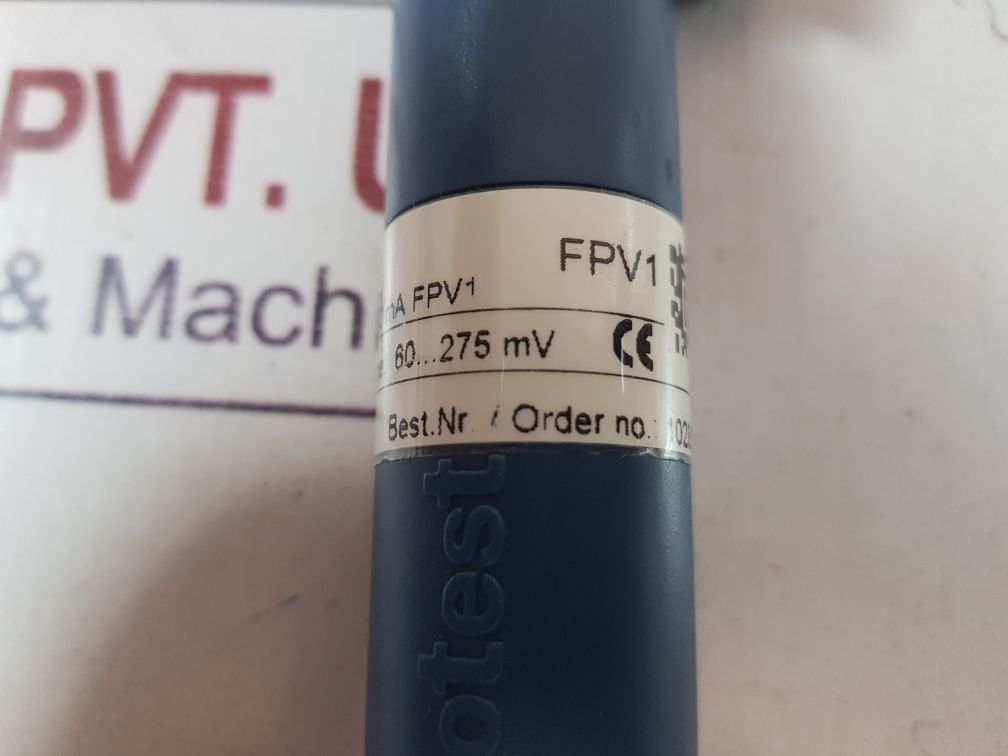 PVT.
& Mach
FPV1
mA FPV1
60...275 mV CE
Best.Nr. / Order no.:
otest